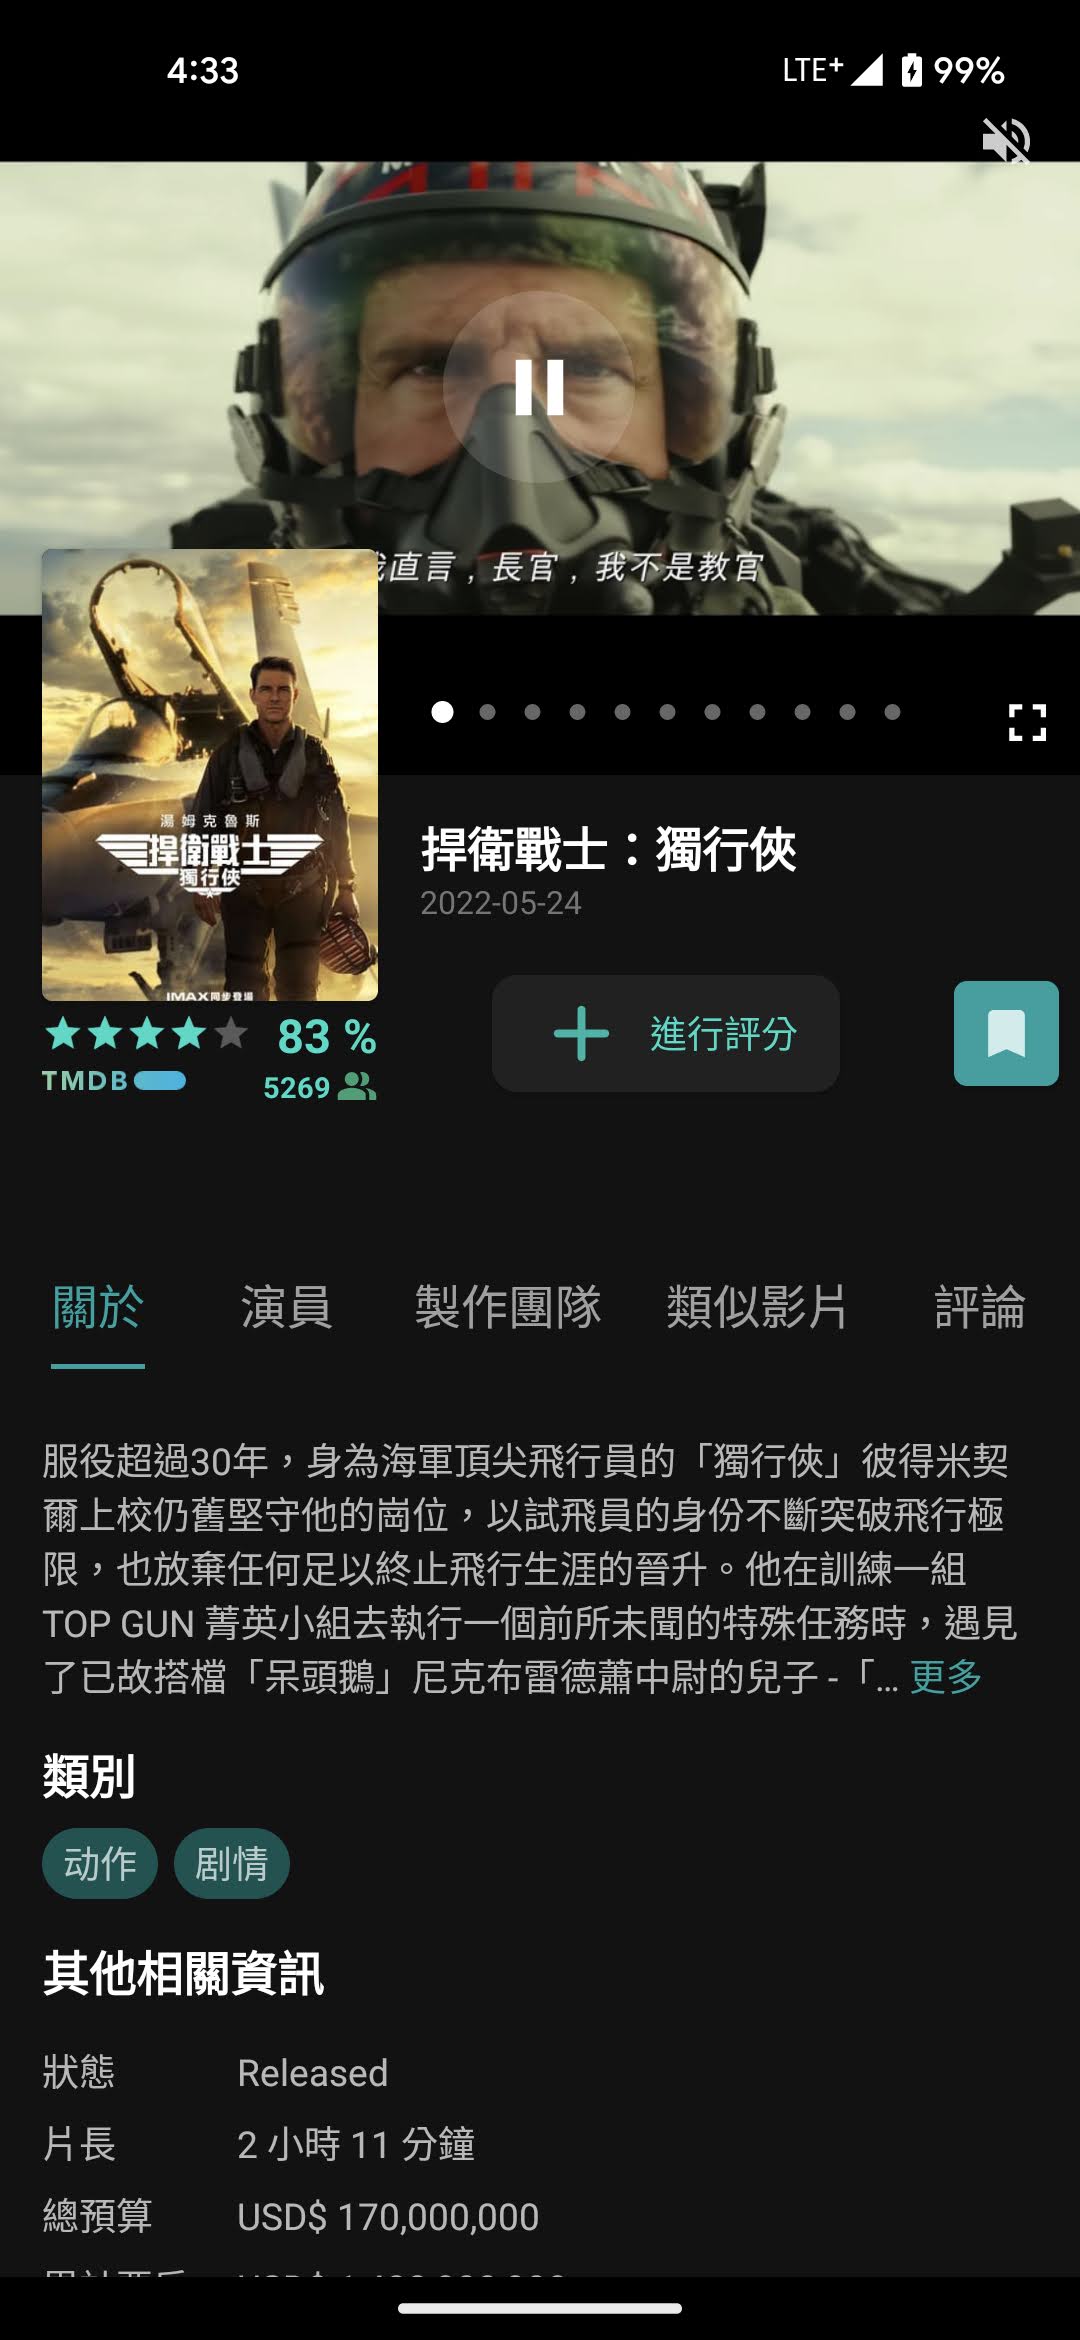 4:33
LTE+ 99%
我直言，長官，我不是教官
湯姆克魯斯
捍衛戰士
獨行俠
IMAX同步登場
捍衛戰士：獨行俠
2022-05-24
83 %
進行評分
TMDB
5269
關於 演員 製作團隊 類似影片 評論
服役超過30年，身為海軍頂尖飛行員的「獨行俠」彼得米契
爾上校仍舊堅守他的崗位，以試飛員的身份不斷突破飛行極
限，也放棄任何足以終止飛行生涯的晉升。他在訓練一組
TOP GUN 菁英小組去執行一個前所未聞的特殊任務時，遇見
了已故搭檔「呆頭鵝」尼克布雷德蕭中尉的兒子 -「... 更多
類別
动作 剧情
其他相關資訊
狀態 Released
片長 2 小時 11 分鐘
總預算 USD$ 170,000,000